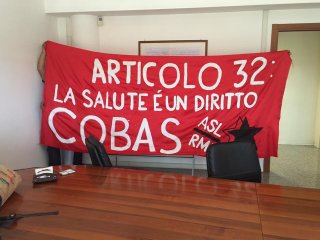 ARTICOLO 32:
LA SALUTE É UN DIRITTO
COBAS ASL
RM